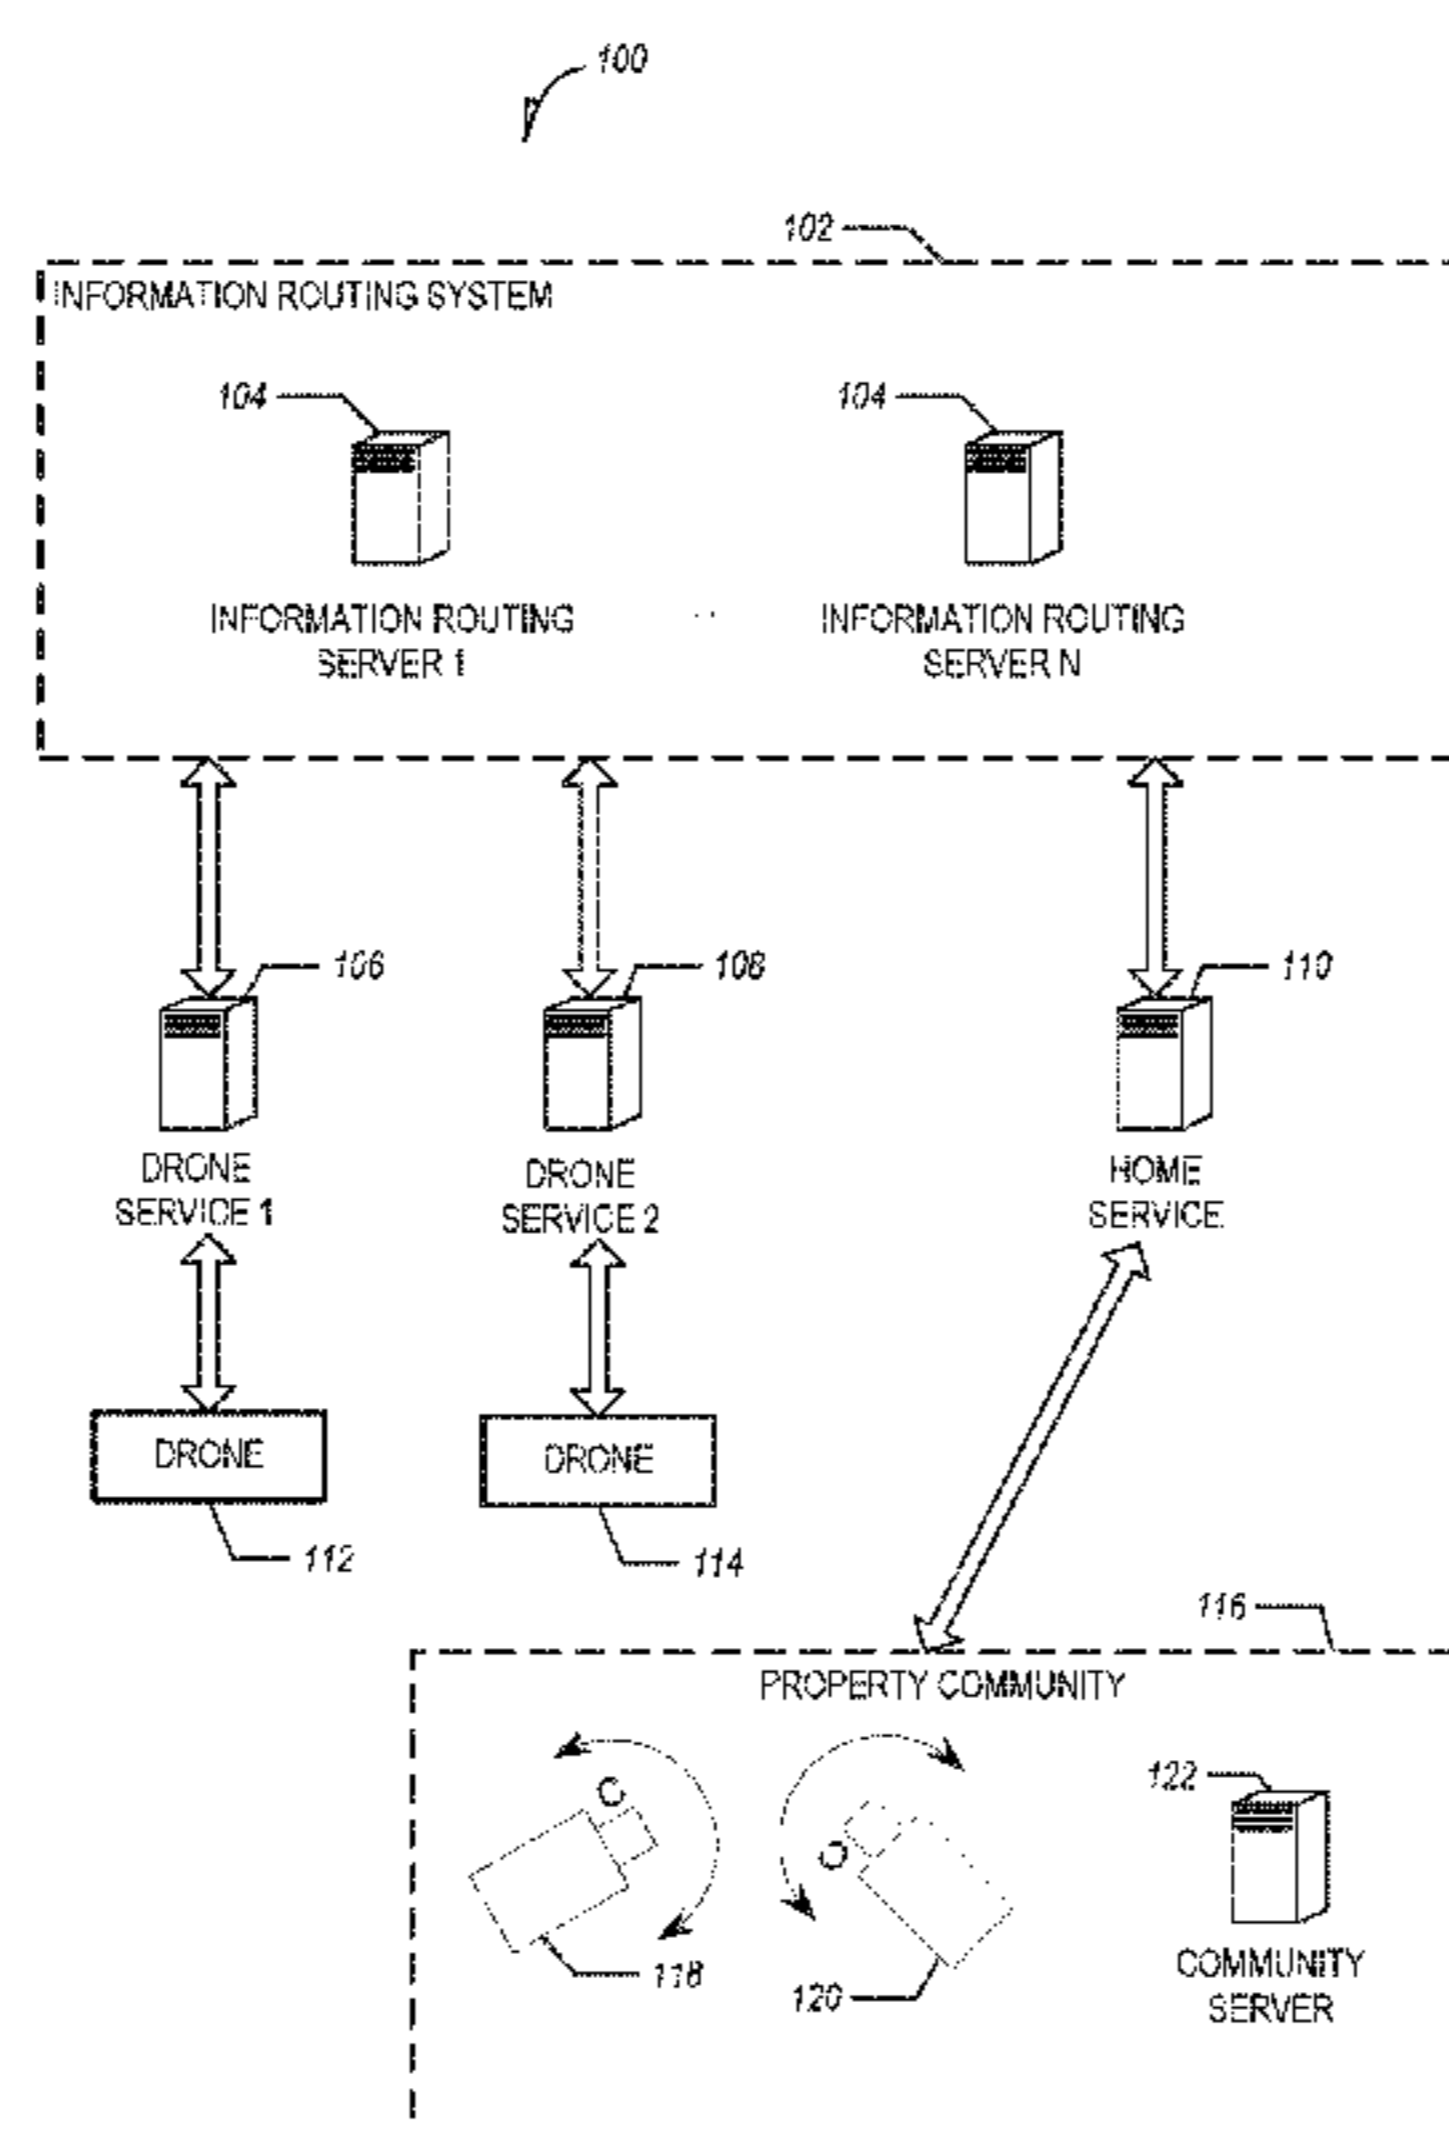 100
102
INFORMATION ROUTING SYSTEM
104
104
INFORMATION ROUTING
SERVER 1
..
INFORMATION ROUTING
SERVER N
106
108
110
DRONE
SERVICE 1
DRONE
SERVICE 2
HOME
SERVICE
DRONE
DRONE
112
114
116
PROPERTY COMMUNITY
122
118
120
COMMUNITY
SERVER